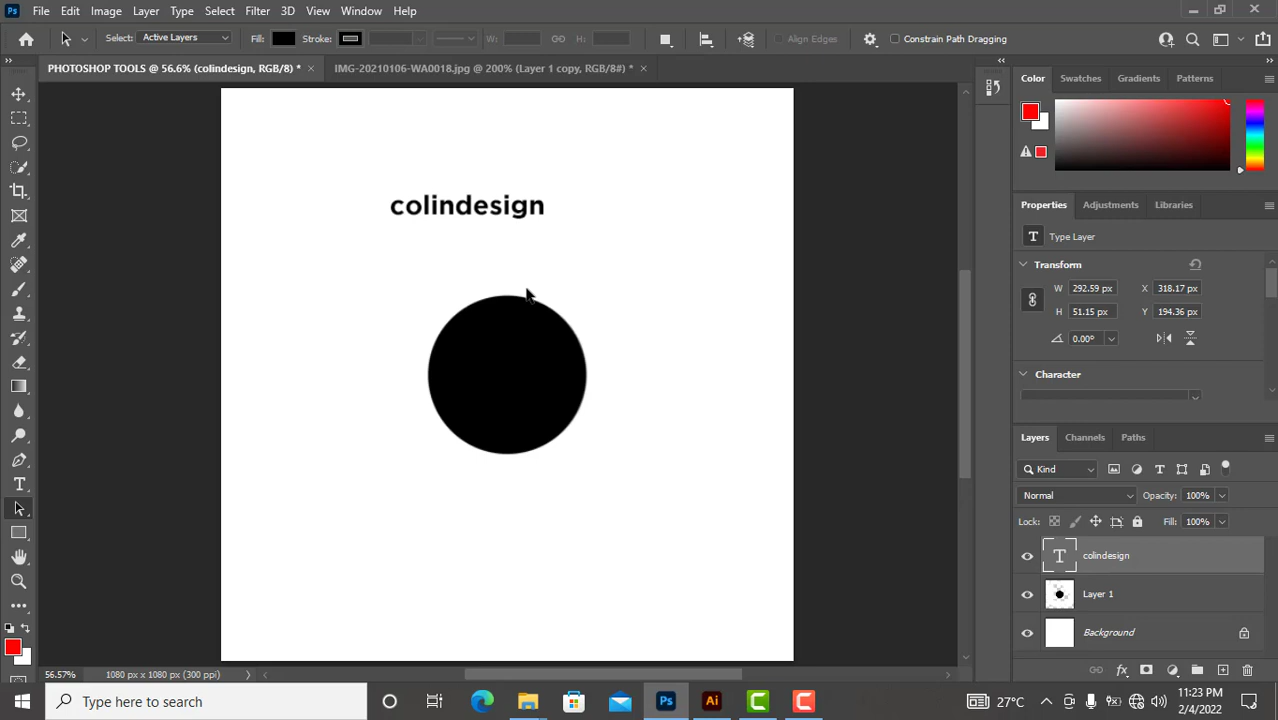 Ps File Edit Image Layer Type Select Filter 3D View Window Help
Select: Active Layers Fill: Stroke: W: H: Align Edges Constrain Path Dragging
PHOTOSHOP TOOLS @ 56.6% (colindesign, RGB/8) * × IMG-20210106-WA0018.jpg @ 200% (Layer 1 copy, RGB/8#) * ×
Color Swatches Gradients Patterns
colindesign
Properties Adjustments Libraries
T Type Layer
Transform
W 292.59 px X 318.17 px
H 51.15 px Y 194.36 px
0.00°
Character
Layers Channels Paths
Kind
Normal Opacity: 100%
Lock: Fill: 100%
T colindesign
Layer 1
Background
56.57% 1080 px x 1080 px (300 ppi)
Type here to search
Ps Ai
27°C
11:23 PM
2/4/2022